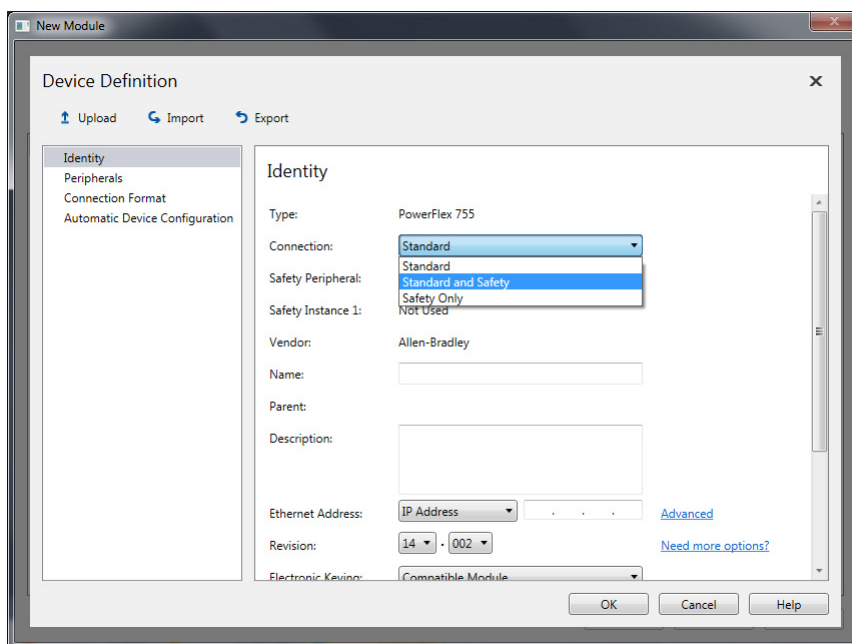 New Module
Device Definition
Upload Import Export
Identity
Peripherals
Connection Format
Automatic Device Configuration
Identity
Type: PowerFlex 755
Connection: Standard
Standard
Safety Peripheral: Standard and Safety
Safety Only
Safety Instance 1: Not Used
Vendor: Allen-Bradley
Name:
Parent:
Description:
Ethernet Address: IP Address . . . Advanced
Revision: 14 . 002 Need more options?
Electronic Keying: Compatible Module
OK Cancel Help